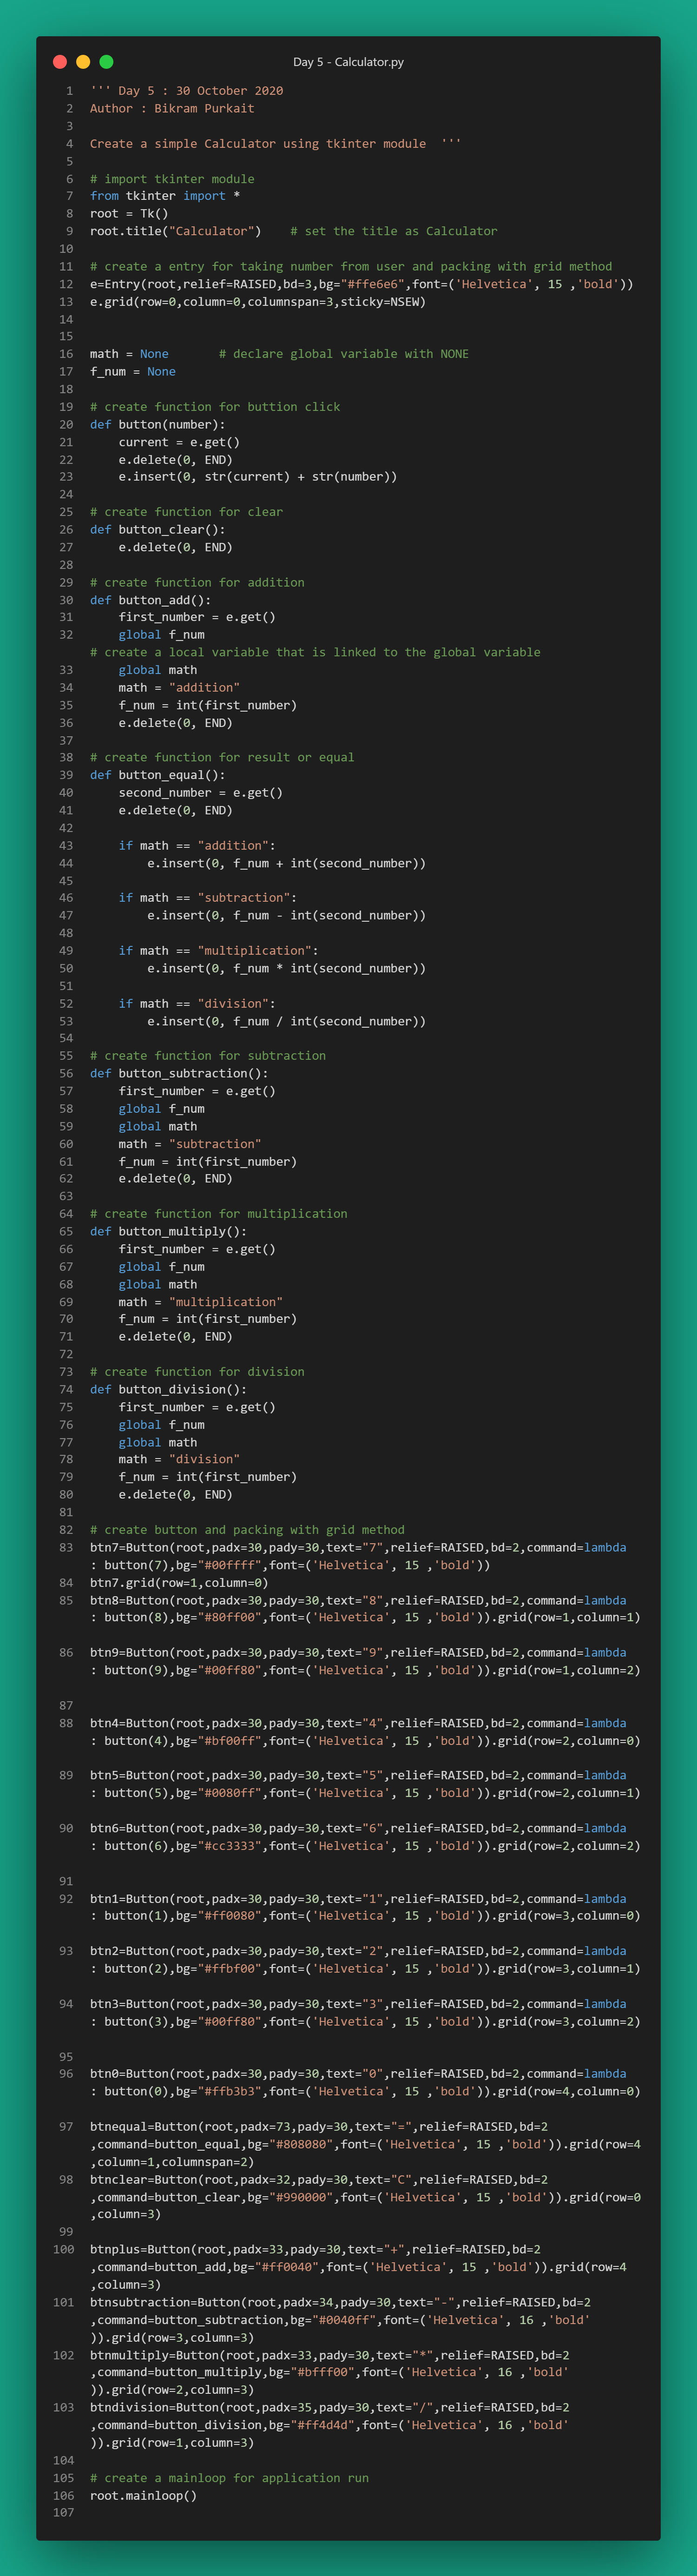 Day 5 - Calculator.py
1 ''' Day 5 : 30 October 2020
2 Author : Bikram Purkait
3
4 Create a simple Calculator using tkinter module  '''
5
6 # import tkinter module
7 from tkinter import *
8 root = Tk()
9 root.title("Calculator")    # set the title as Calculator
10
11 # create a entry for taking number from user and packing with grid method
12 e=Entry(root,relief=RAISED,bd=3,bg="#ffe6e6",font=('Helvetica', 15 ,'bold'))
13 e.grid(row=0,column=0,columnspan=3,sticky=NSEW)
14
15
16 math = None       # declare global variable with NONE
17 f_num = None
18
19 # create function for buttion click
20 def button(number):
21     current = e.get()
22     e.delete(0, END)
23     e.insert(0, str(current) + str(number))
24
25 # create function for clear
26 def button_clear():
27     e.delete(0, END)
28
29 # create function for addition
30 def button_add():
31     first_number = e.get()
32     global f_num
# create a local variable that is linked to the global variable
33     global math
34     math = "addition"
35     f_num = int(first_number)
36     e.delete(0, END)
37
38 # create function for result or equal
39 def button_equal():
40     second_number = e.get()
41     e.delete(0, END)
42
43     if math == "addition":
44         e.insert(0, f_num + int(second_number))
45
46     if math == "subtraction":
47         e.insert(0, f_num - int(second_number))
48
49     if math == "multiplication":
50         e.insert(0, f_num * int(second_number))
51
52     if math == "division":
53         e.insert(0, f_num / int(second_number))
54
55 # create function for subtraction
56 def button_subtraction():
57     first_number = e.get()
58     global f_num
59     global math
60     math = "subtraction"
61     f_num = int(first_number)
62     e.delete(0, END)
63
64 # create function for multiplication
65 def button_multiply():
66     first_number = e.get()
67     global f_num
68     global math
69     math = "multiplication"
70     f_num = int(first_number)
71     e.delete(0, END)
72
73 # create function for division
74 def button_division():
75     first_number = e.get()
76     global f_num
77     global math
78     math = "division"
79     f_num = int(first_number)
80     e.delete(0, END)
81
82 # create button and packing with grid method
83 btn7=Button(root,padx=30,pady=30,text="7",relief=RAISED,bd=2,command=lambda
: button(7),bg="#00ffff",font=('Helvetica', 15 ,'bold'))
84 btn7.grid(row=1,column=0)
85 btn8=Button(root,padx=30,pady=30,text="8",relief=RAISED,bd=2,command=lambda
: button(8),bg="#80ff00",font=('Helvetica', 15 ,'bold')).grid(row=1,column=1)
86 btn9=Button(root,padx=30,pady=30,text="9",relief=RAISED,bd=2,command=lambda
: button(9),bg="#00ff80",font=('Helvetica', 15 ,'bold')).grid(row=1,column=2)
87
88 btn4=Button(root,padx=30,pady=30,text="4",relief=RAISED,bd=2,command=lambda
: button(4),bg="#bf00ff",font=('Helvetica', 15 ,'bold')).grid(row=2,column=0)
89 btn5=Button(root,padx=30,pady=30,text="5",relief=RAISED,bd=2,command=lambda
: button(5),bg="#0080ff",font=('Helvetica', 15 ,'bold')).grid(row=2,column=1)
90 btn6=Button(root,padx=30,pady=30,text="6",relief=RAISED,bd=2,command=lambda
: button(6),bg="#cc3333",font=('Helvetica', 15 ,'bold')).grid(row=2,column=2)
91
92 btn1=Button(root,padx=30,pady=30,text="1",relief=RAISED,bd=2,command=lambda
: button(1),bg="#ff0080",font=('Helvetica', 15 ,'bold')).grid(row=3,column=0)
93 btn2=Button(root,padx=30,pady=30,text="2",relief=RAISED,bd=2,command=lambda
: button(2),bg="#ffbf00",font=('Helvetica', 15 ,'bold')).grid(row=3,column=1)
94 btn3=Button(root,padx=30,pady=30,text="3",relief=RAISED,bd=2,command=lambda
: button(3),bg="#00ff80",font=('Helvetica', 15 ,'bold')).grid(row=3,column=2)
95
96 btn0=Button(root,padx=30,pady=30,text="0",relief=RAISED,bd=2,command=lambda
: button(0),bg="#ffb3b3",font=('Helvetica', 15 ,'bold')).grid(row=4,column=0)
97 btnequal=Button(root,padx=73,pady=30,text="=",relief=RAISED,bd=2
,command=button_equal,bg="#808080",font=('Helvetica', 15 ,'bold')).grid(row=4
,column=1,columnspan=2)
98 btnclear=Button(root,padx=32,pady=30,text="C",relief=RAISED,bd=2
,command=button_clear,bg="#990000",font=('Helvetica', 15 ,'bold')).grid(row=0
,column=3)
99
100 btnplus=Button(root,padx=33,pady=30,text="+",relief=RAISED,bd=2
,command=button_add,bg="#ff0040",font=('Helvetica', 15 ,'bold')).grid(row=4
,column=3)
101 btnsubtraction=Button(root,padx=34,pady=30,text="-",relief=RAISED,bd=2
,command=button_subtraction,bg="#0040ff",font=('Helvetica', 16 ,'bold'
)).grid(row=3,column=3)
102 btnmultiply=Button(root,padx=33,pady=30,text="*",relief=RAISED,bd=2
,command=button_multiply,bg="#bfff00",font=('Helvetica', 16 ,'bold'
)).grid(row=2,column=3)
103 btndivision=Button(root,padx=35,pady=30,text="/",relief=RAISED,bd=2
,command=button_division,bg="#ff4d4d",font=('Helvetica', 16 ,'bold'
)).grid(row=1,column=3)
104
105 # create a mainloop for application run
106 root.mainloop()
107